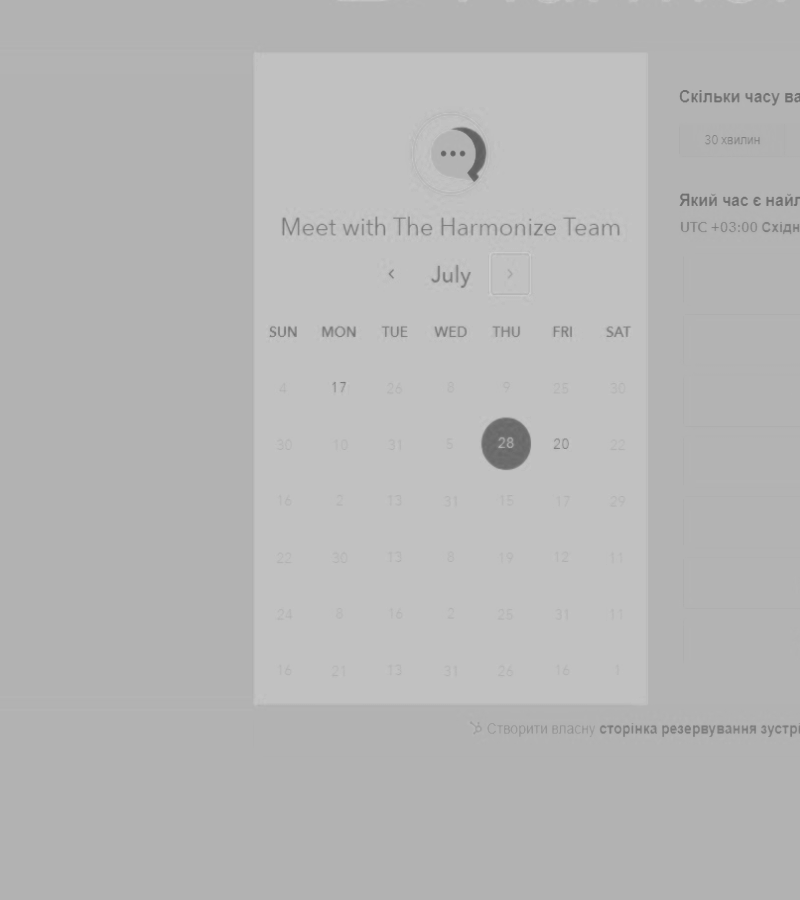 Скільки часу ва
30 хвилин
Який час є найл
UTC +03:00 Східн
Meet with The Harmonize Team
July
SUN MON TUE WED THU FRI SAT
4 17 26 8 9 25 30
30 10 31 5 28 20 22
16 2 13 31 15 17 29
22 30 13 8 19 12 11
24 8 16 2 25 31 11
16 21 13 31 26 16 1
Створити власну сторінка резервування зустрі